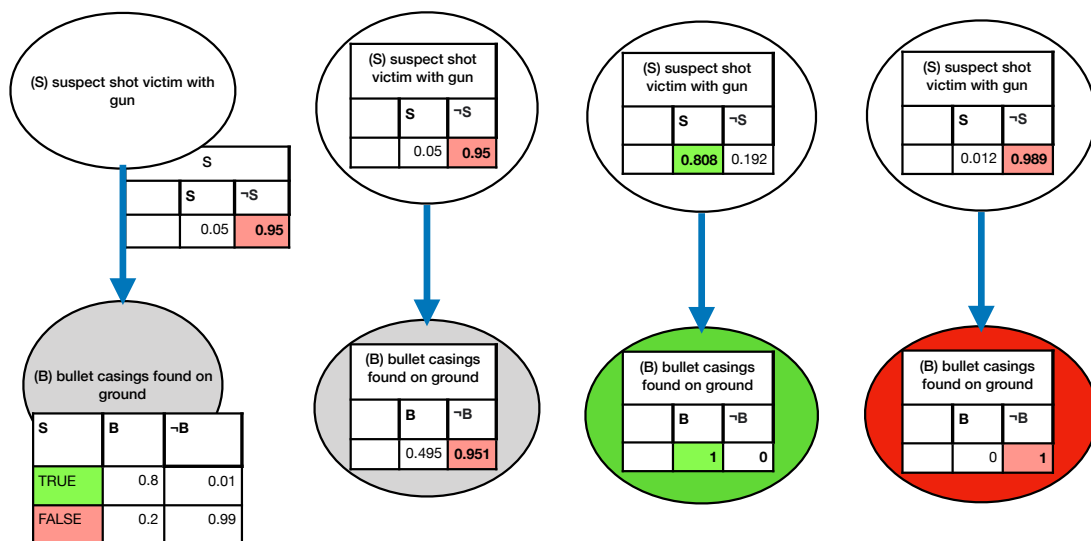 (S) suspect shot victim with
gun
S
S ¬S
0.05 0.95
(B) bullet casings found on
ground
S B ¬B
TRUE 0.8 0.01
FALSE 0.2 0.99
(S) suspect shot
victim with gun
S ¬S
0.05 0.95
(B) bullet casings
found on ground
B ¬B
0.495 0.951
(S) suspect shot
victim with gun
S ¬S
0.808 0.192
(B) bullet casings
found on ground
B ¬B
1 0
(S) suspect shot
victim with gun
S ¬S
0.012 0.989
(B) bullet casings
found on ground
B ¬B
0 1